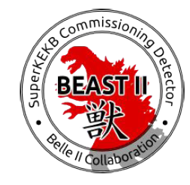 SuperKEKB Commissioning Detector
BEAST II
獣
Belle II Collaboration